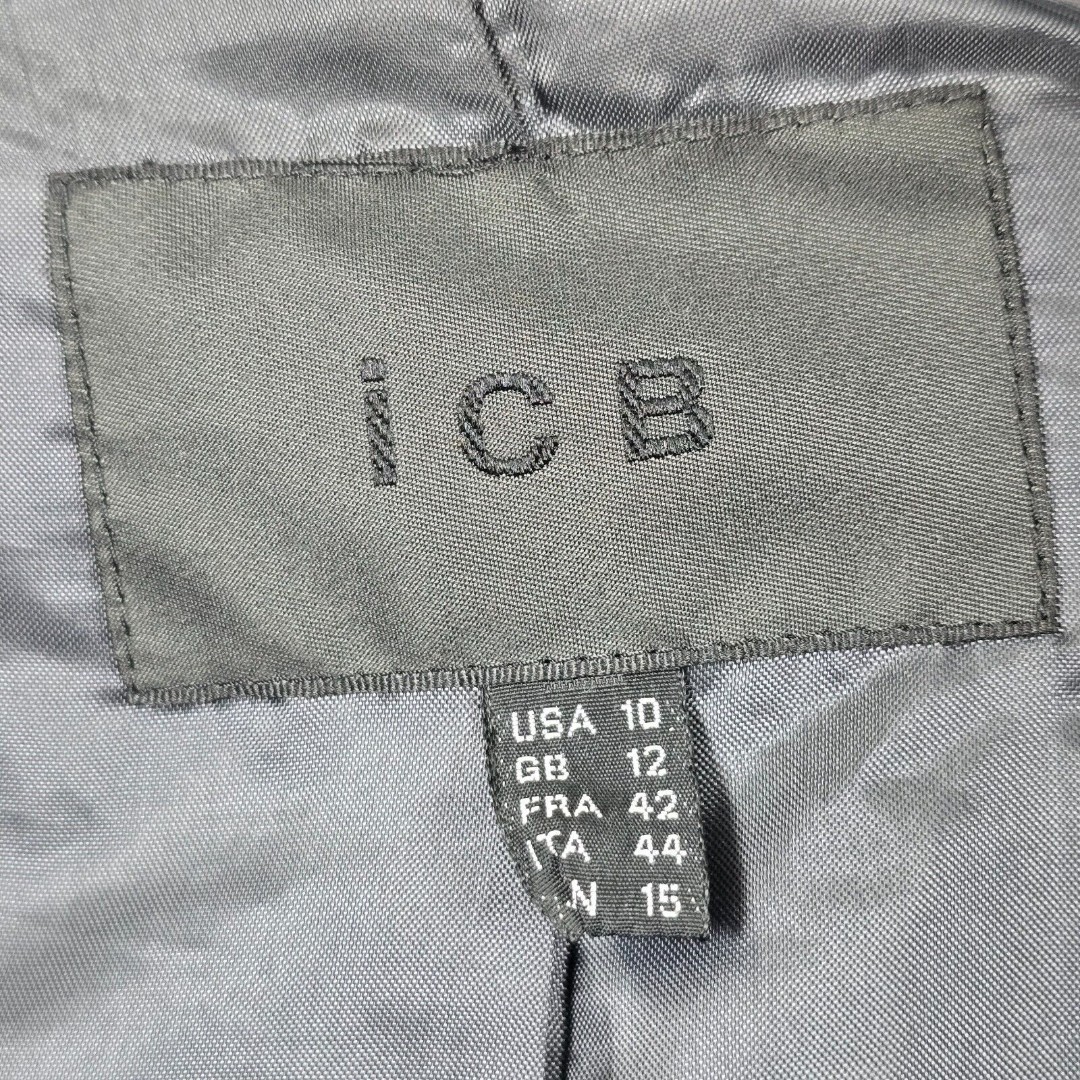 iCB
USA 10
GB 12
FRA 42
ITA 44
15